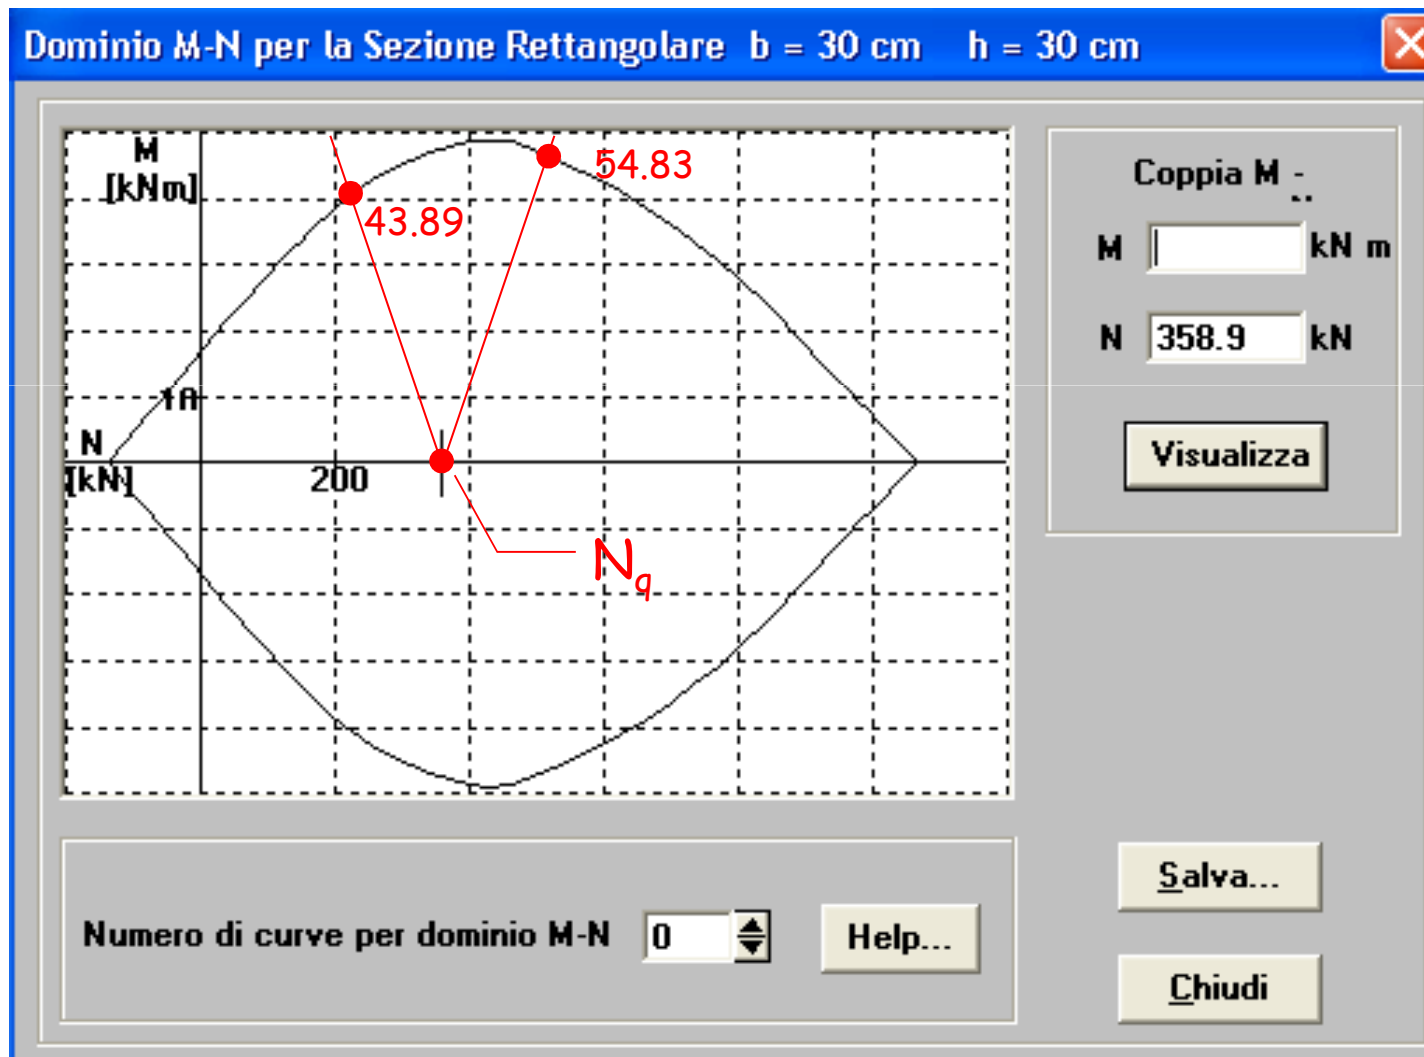 Dominio M-N per la Sezione Rettangolare b = 30 cm h = 30 cm
M
[kNm]
54.83
43.89
10
N
[kN]
200
Nq
Coppia M -
M kN m
N 358.9 kN
Visualizza
Numero di curve per dominio M-N 0 Help...
Salva...
Chiudi